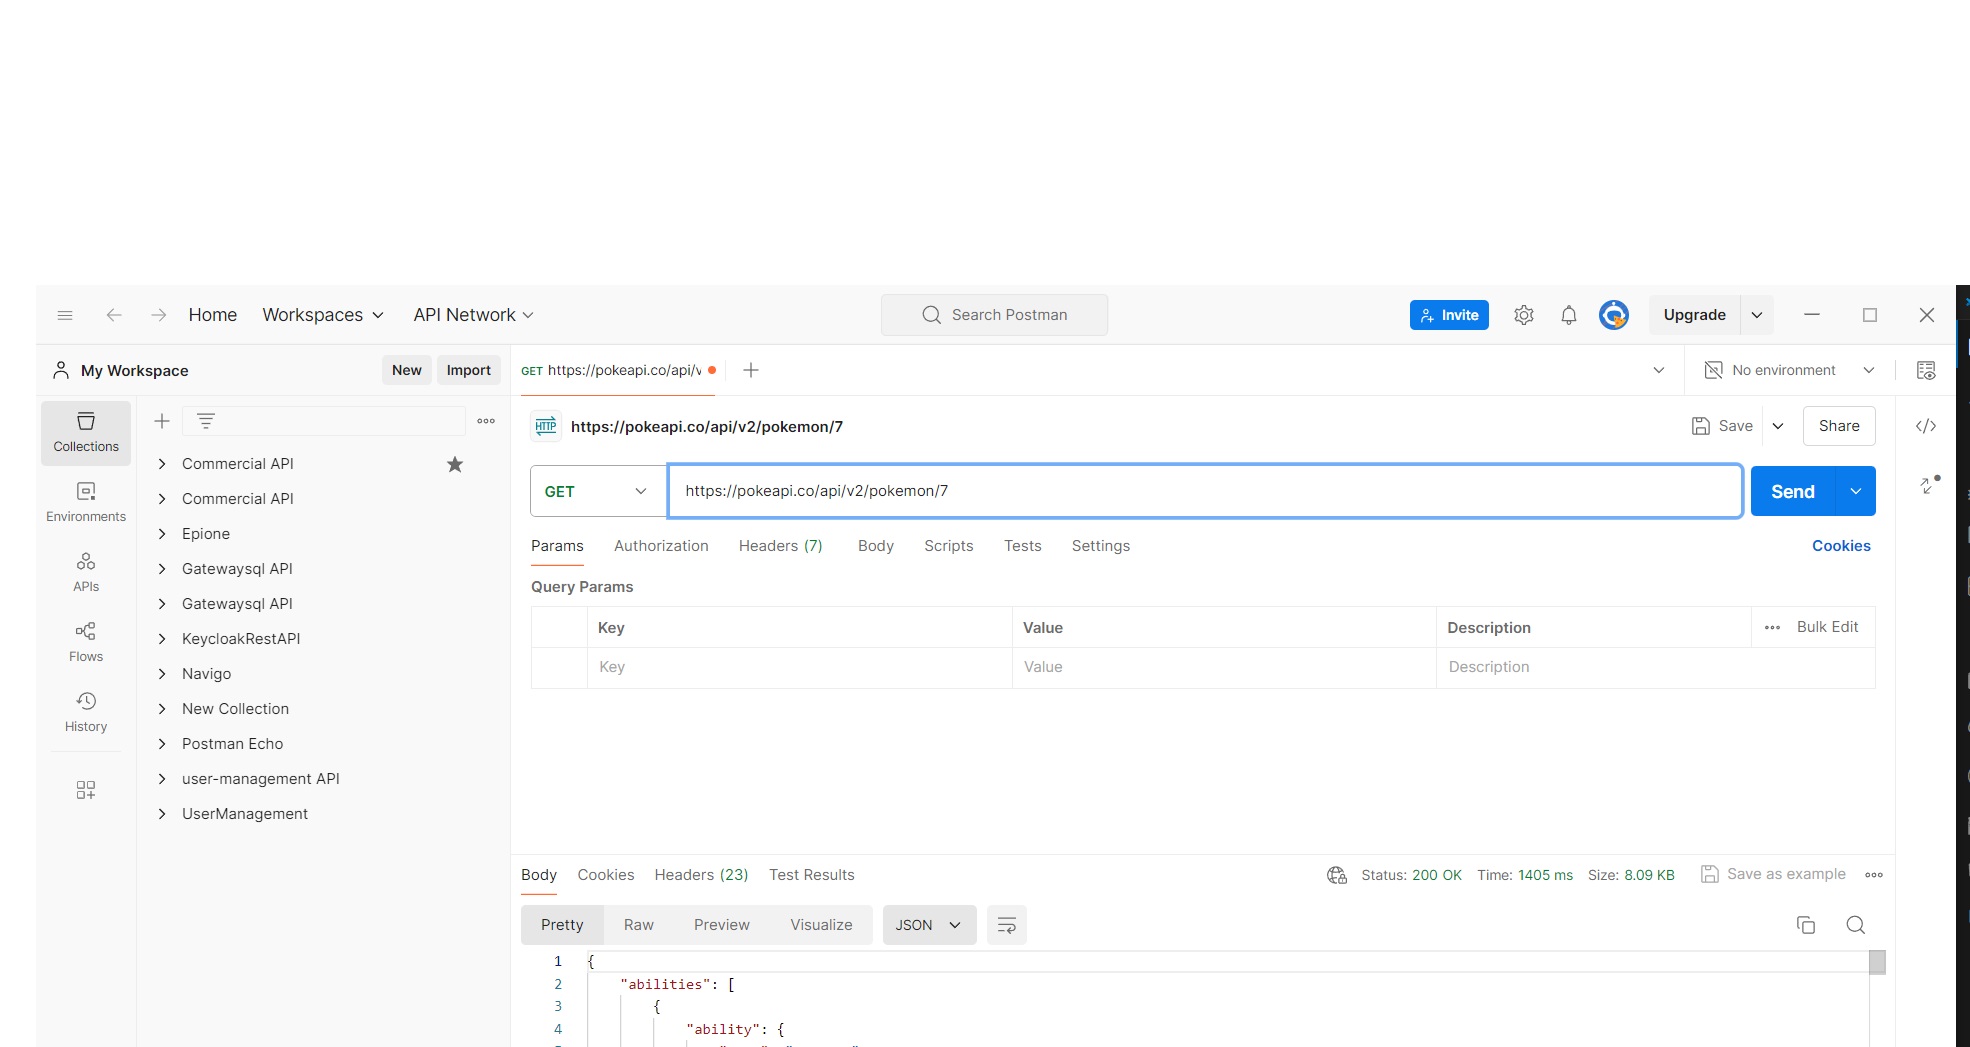 Home Workspaces API Network Search Postman Invite Upgrade
My Workspace New Import GET https://pokeapi.co/api/v No environment
HTTP https://pokeapi.co/api/v2/pokemon/7 Save Share
GET https://pokeapi.co/api/v2/pokemon/7 Send
Params Authorization Headers (7) Body Scripts Tests Settings Cookies
Query Params
Key Value Description Bulk Edit
Key Value Description
Collections
Environments
APIs
Flows
History
Commercial API
Commercial API
Epione
Gatewaysql API
Gatewaysql API
KeycloakRestAPI
Navigo
New Collection
Postman Echo
user-management API
UserManagement
Body Cookies Headers (23) Test Results Status: 200 OK Time: 1405 ms Size: 8.09 KB Save as example
Pretty Raw Preview Visualize JSON
1 {
2 "abilities": [
3 {
4 "ability": {